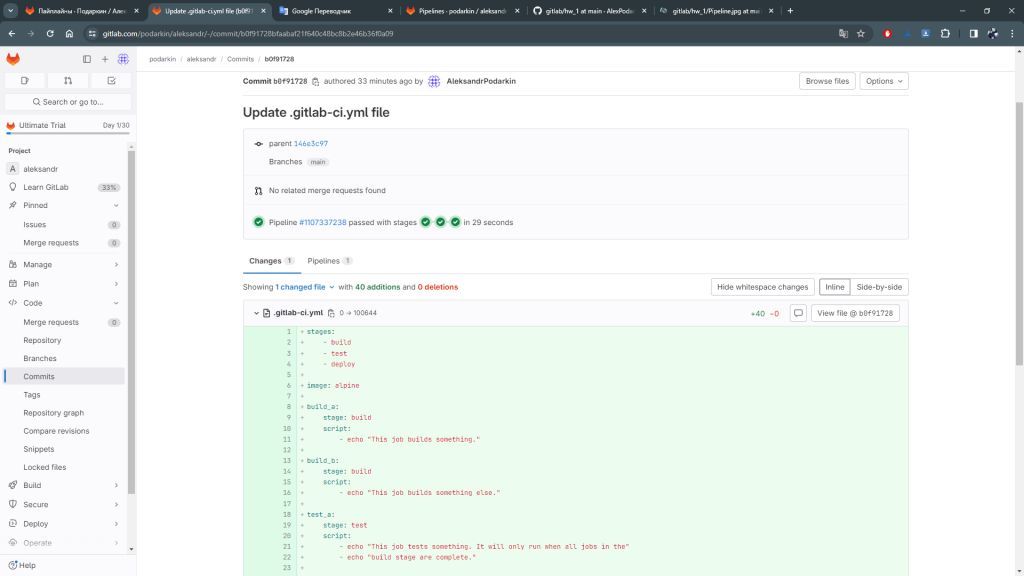 Пайплайны - Подаркин / Алек
Update .gitlab-ci.yml file (b0f91
Google Переводчик
Pipelines - podarkin / aleksand
gitlab/hw_1 at main - AlexPodar
gitlab/hw_1/Pipeline.jpg at mai
gitlab.com/podarkin/aleksandr/-/commit/b0f91728bfaabaf21f640c48bc8b2e46b36f0a09
podarkin / aleksandr / Commits / b0f91728
Search or go to...
Ultimate Trial Day 1/30
Project
A aleksandr
Learn GitLab 33%
Pinned
Issues 0
Merge requests 0
Manage
Plan
Code
Merge requests 0
Repository
Branches
Commits
Tags
Repository graph
Compare revisions
Snippets
Locked files
Build
Secure
Deploy
Operate
Help
Commit b0f91728 authored 33 minutes ago by AleksandrPodarkin
Browse files Options
Update .gitlab-ci.yml file
parent 146e3c97
Branches main
No related merge requests found
Pipeline #1107337238 passed with stages in 29 seconds
Changes 1 Pipelines 1
Showing 1 changed file with 40 additions and 0 deletions
Hide whitespace changes Inline Side-by-side
.gitlab-ci.yml 0 → 100644
+40 -0 View file @ b0f91728
1 + stages:
2 + - build
3 + - test
4 + - deploy
5 +
6 + image: alpine
7 +
8 + build_a:
9 + stage: build
10 + script:
11 + - echo "This job builds something."
12 +
13 + build_b:
14 + stage: build
15 + script:
16 + - echo "This job builds something else."
17 +
18 + test_a:
19 + stage: test
20 + script:
21 + - echo "This job tests something. It will only run when all jobs in the"
22 + - echo "build stage are complete."
23 +